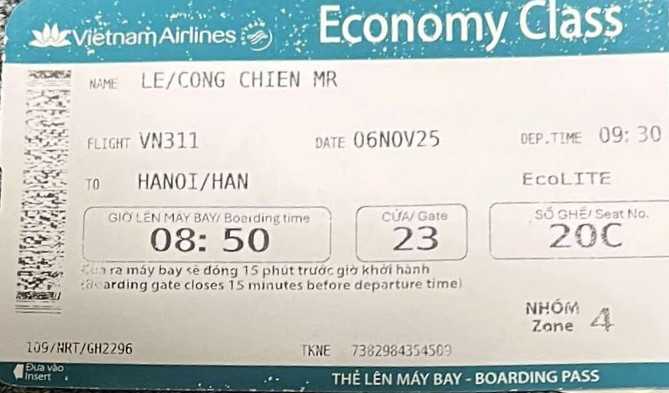 Vietnam Airlines Economy Class
NAME LE/CONG CHIEN MR
FLIGHT VN311 DATE 06NOV25 DEP.TIME 09:30
TO HANOI/HAN EcoLITE
GIỜ LÊN MÁY BAY/ Boarding time CỬA/ Gate SỐ GHẾ/ Seat No.
08:50 23 20C
Cửa ra máy bay sẽ đóng 15 phút trước giờ khởi hành
(Boarding gate closes 15 minutes before departure time)
NHÓM
Zone 4
109/NRT/GH2296 TKNE 7382984354509
Đưa vào
Insert
THẺ LÊN MÁY BAY - BOARDING PASS